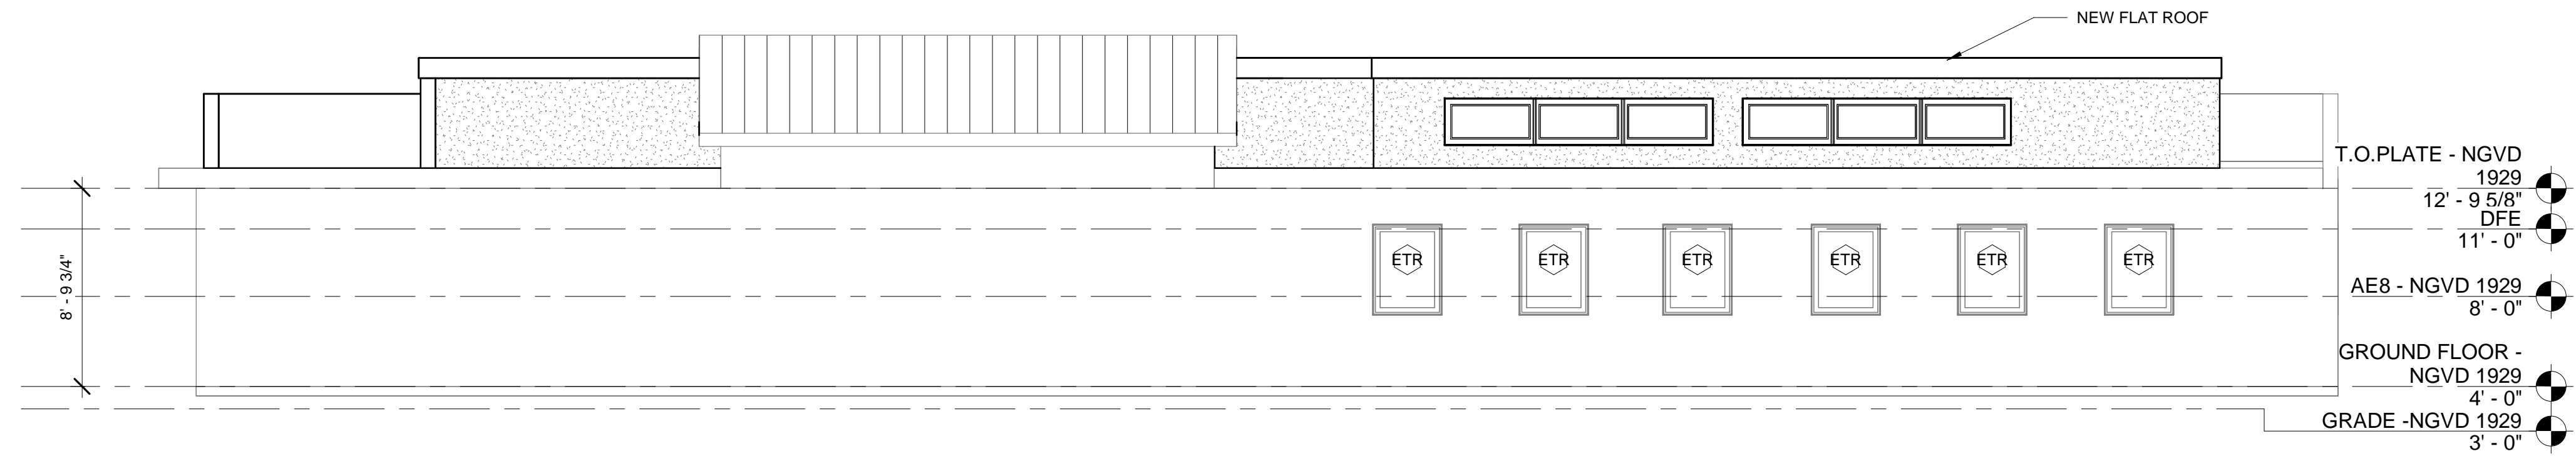 NEW FLAT ROOF
T.O.PLATE - NGVD
1929
12' - 9 5/8"
DFE
11' - 0"
ETR ETR ETR ETR ETR ETR
8' - 9 3/4"
AE8 - NGVD 1929
8' - 0"
GROUND FLOOR -
NGVD 1929
4' - 0"
GRADE -NGVD 1929
3' - 0"